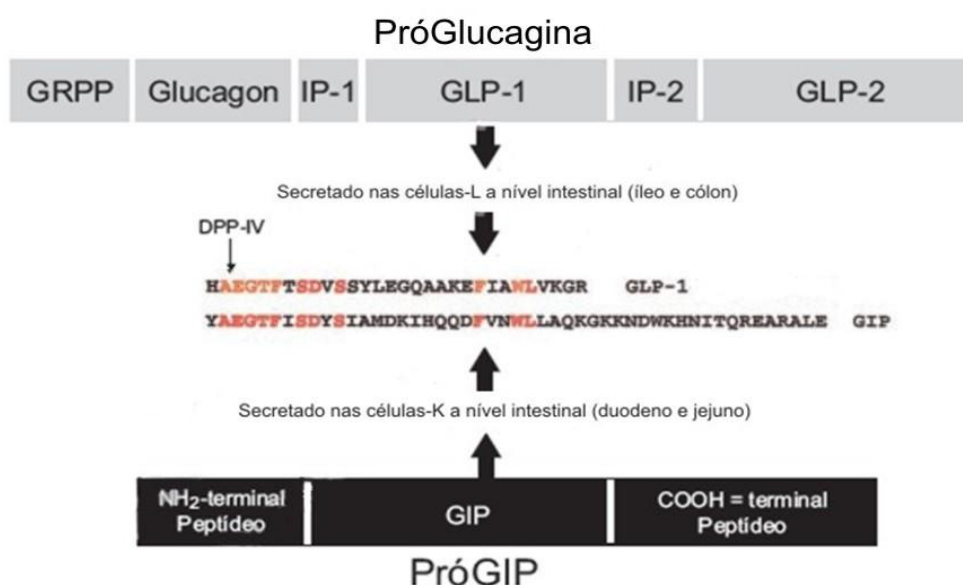 PróGlucagina
GRPP Glucagon IP-1 GLP-1 IP-2 GLP-2
Secretado nas células-L a nível intestinal (íleo e cólon)
DPP-IV
HAEGTFTSDVSSYLEGQAAKEFIAWLVKGR GLP-1
YAEGTFISDYSIAMDKIHQQDFVNWLLAQKGKKNDWKHNITQREARALE GIP
Secretado nas células-K a nível intestinal (duodeno e jejuno)
NH₂-terminal
Peptídeo
GIP
COOH = terminal
Peptídeo
PróGIP